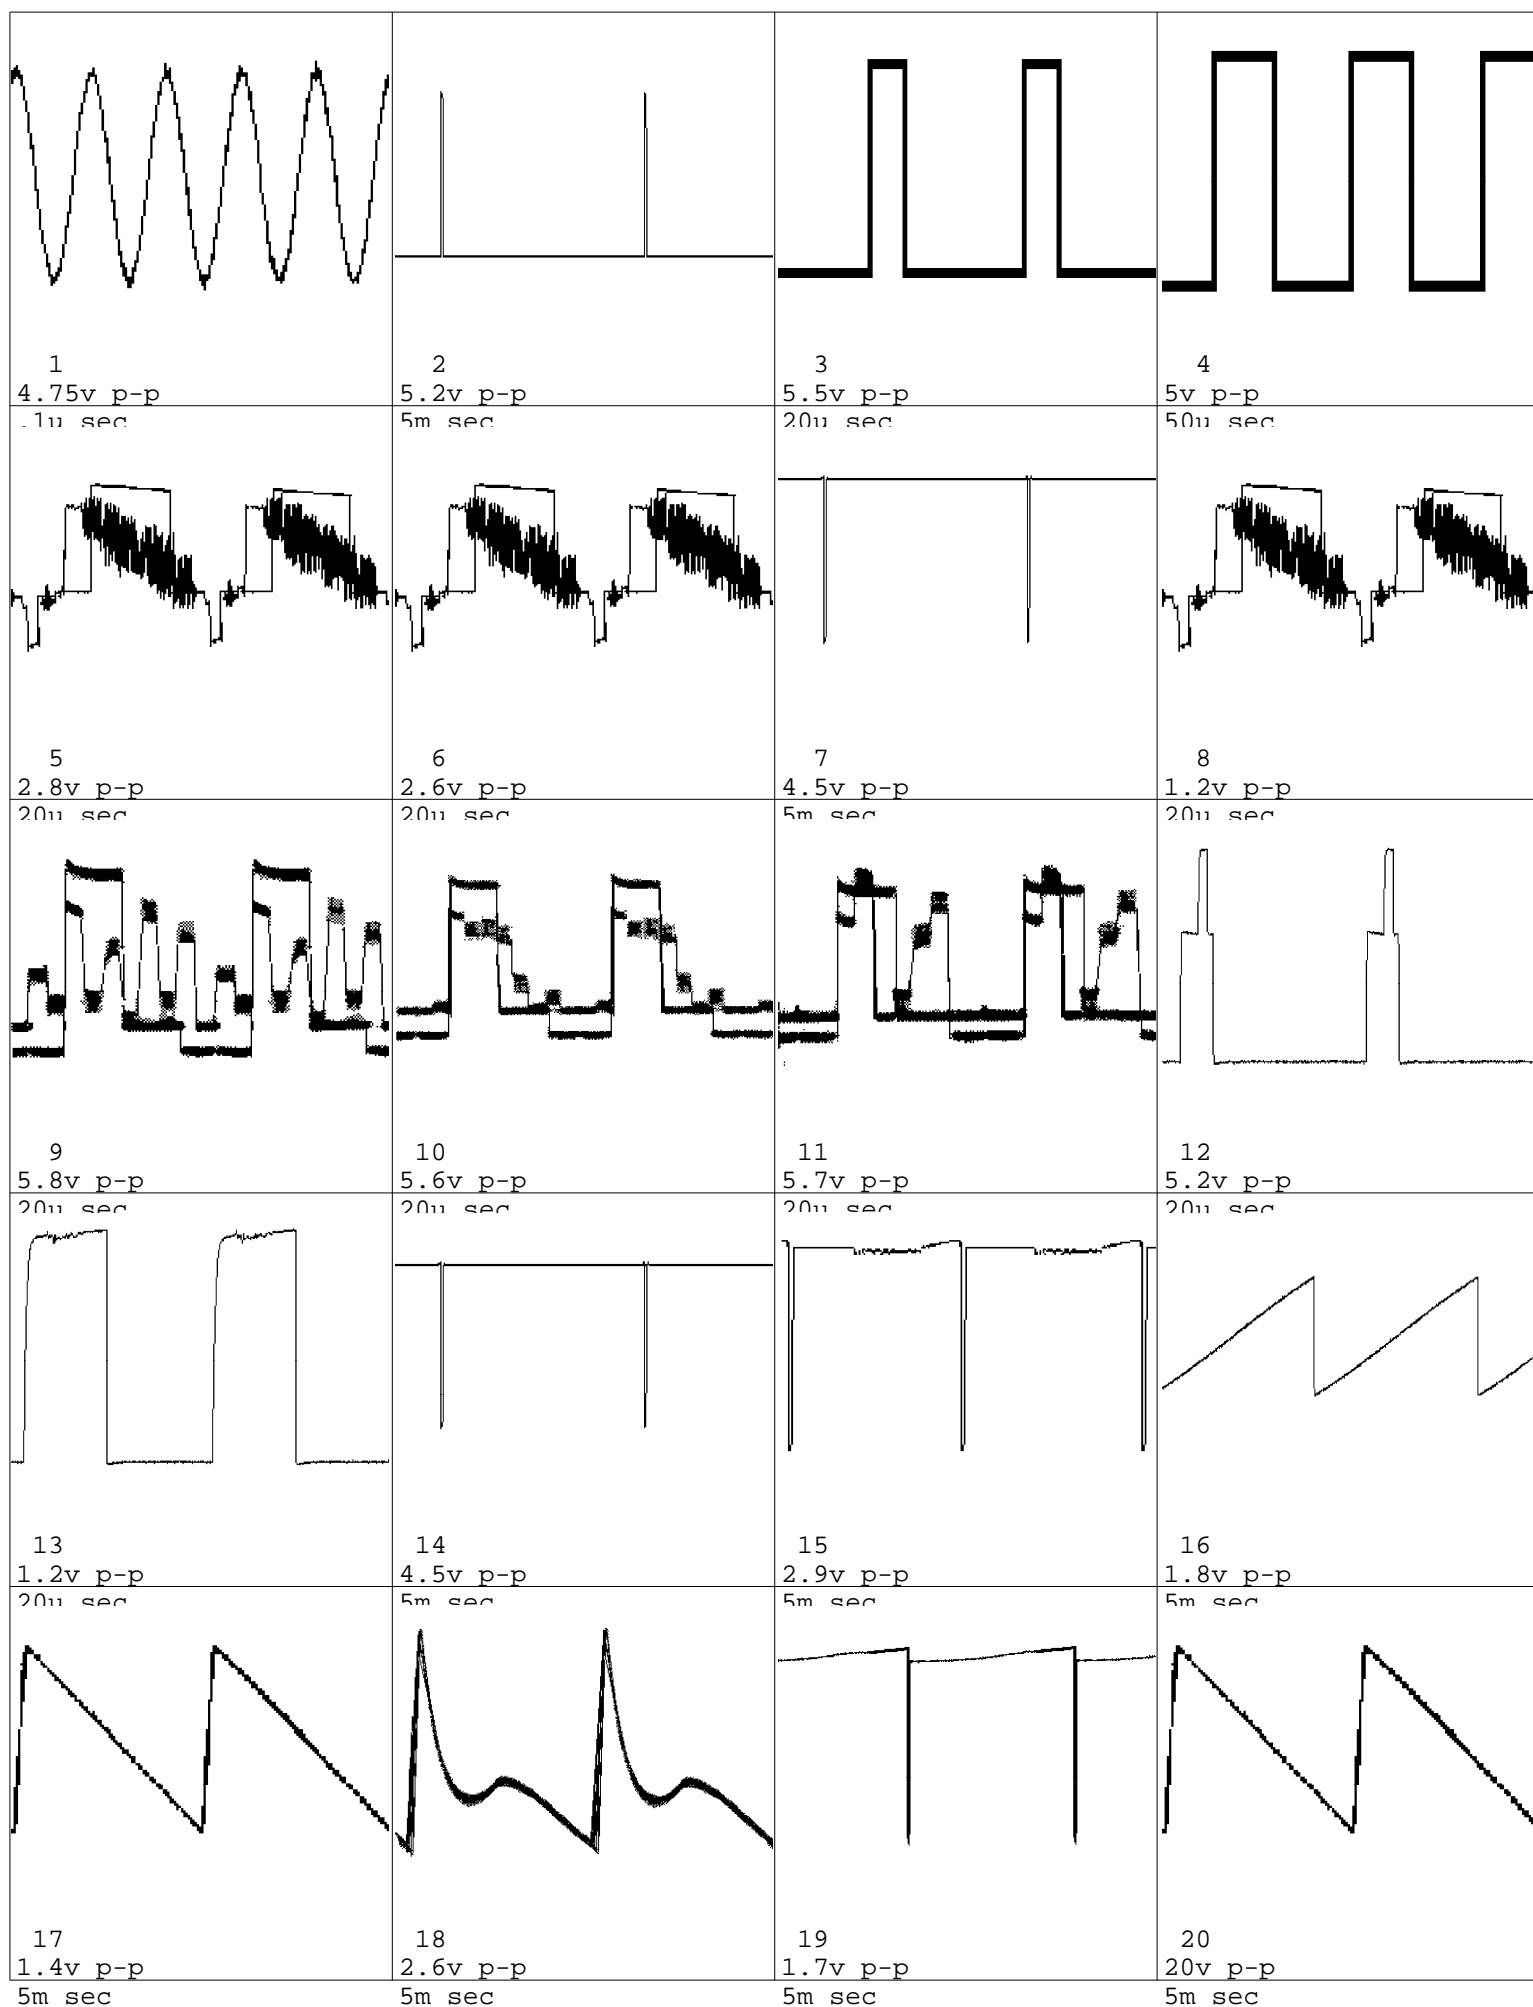 1
4.75v p-p
.1u sec
2
5.2v p-p
5m sec
3
5.5v p-p
20u sec
4
5v p-p
50u sec
5
2.8v p-p
20u sec
6
2.6v p-p
20u sec
7
4.5v p-p
5m sec
8
1.2v p-p
20u sec
9
5.8v p-p
20u sec
10
5.6v p-p
20u sec
11
5.7v p-p
20u sec
12
5.2v p-p
20u sec
13
1.2v p-p
20u sec
14
4.5v p-p
5m sec
15
2.9v p-p
5m sec
16
1.8v p-p
5m sec
17
1.4v p-p
5m sec
18
2.6v p-p
5m sec
19
1.7v p-p
5m sec
20
20v p-p
5m sec